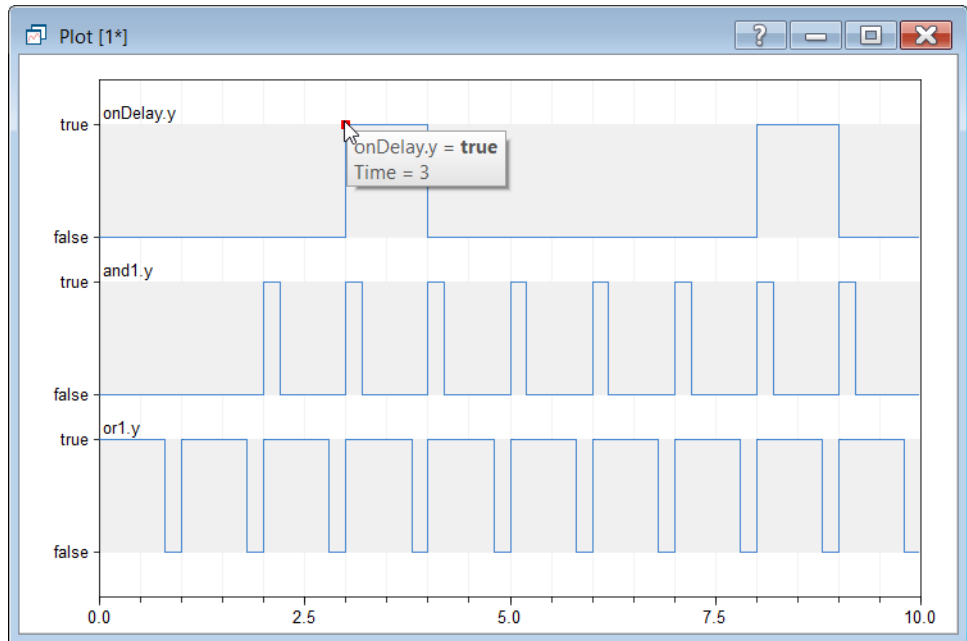 Plot [1*]
?
onDelay.y
true
onDelay.y = true
Time = 3
false
and1.y
true
false
or1.y
true
false
0.0 2.5 5.0 7.5 10.0